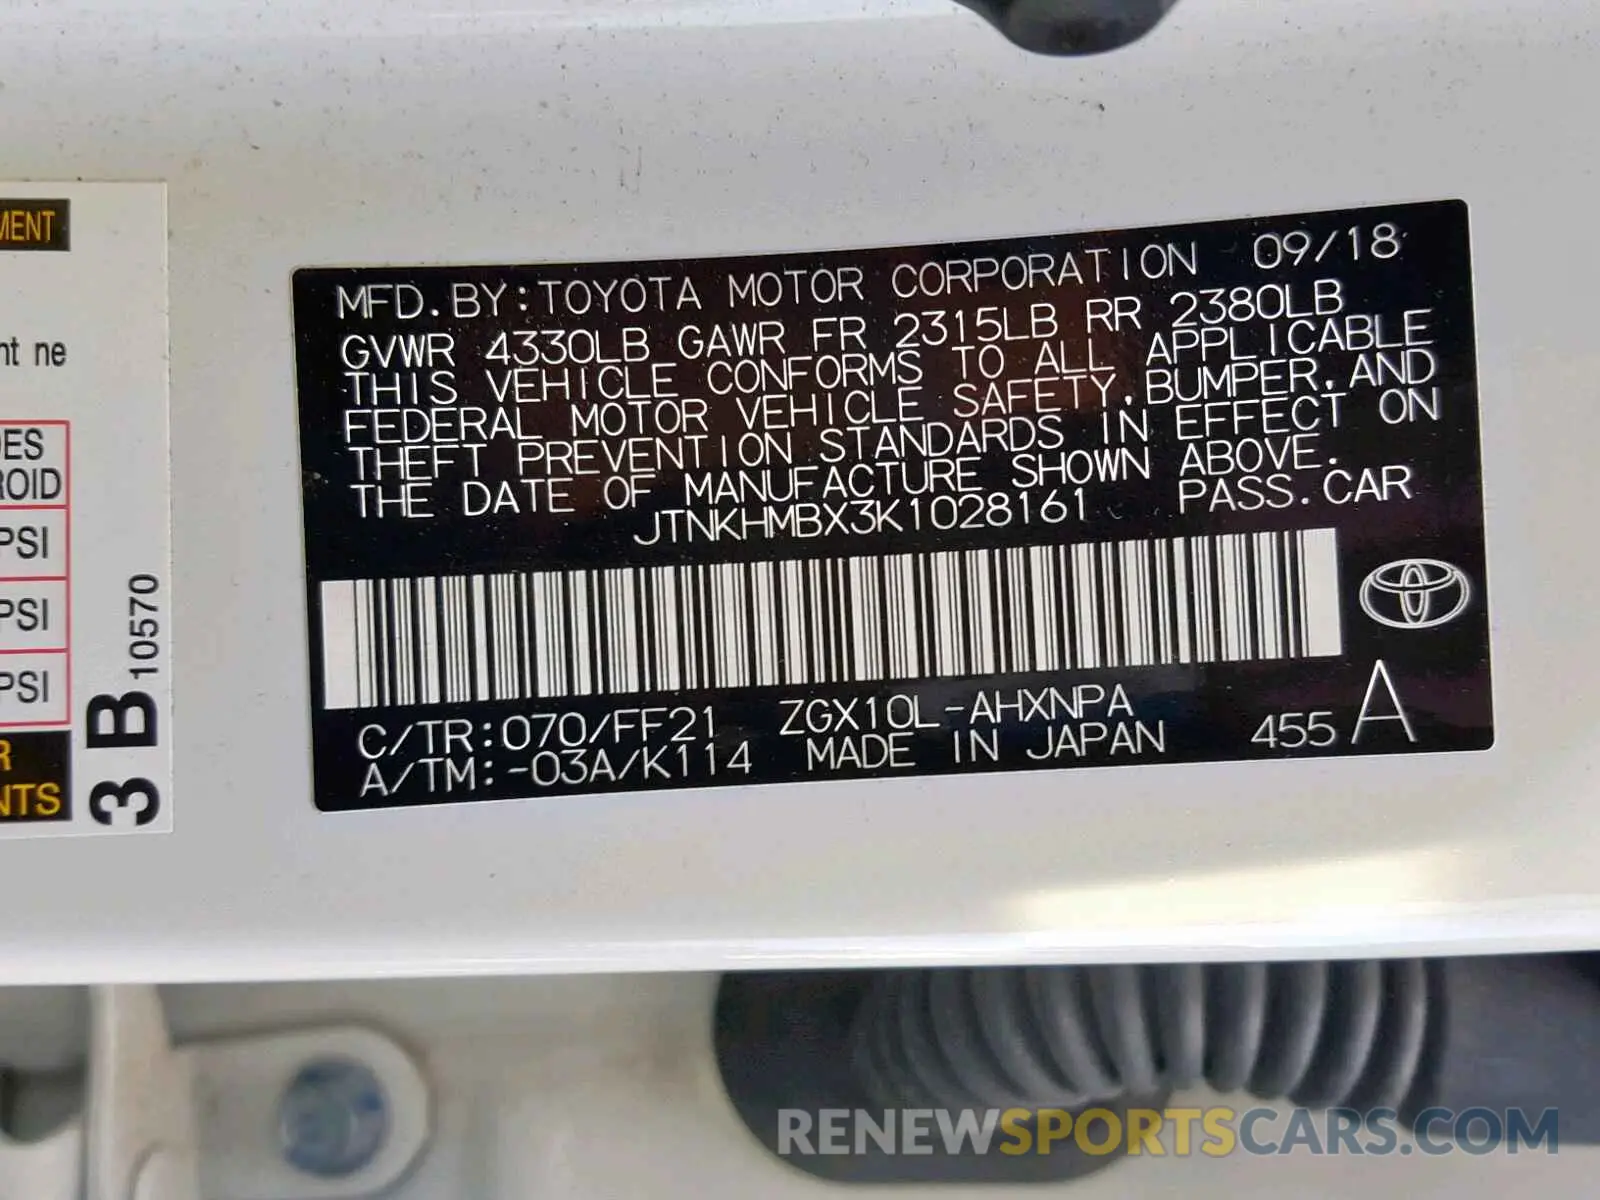 MENT
nt ne
DES
ROID
PSI
PSI
PSI
R
NTS
3 B 10570
MFD. BY: TOYOTA MOTOR CORPORATION 09/18
GVWR 4330LB GAWR FR 2315LB RR 2380LB
THIS VEHICLE CONFORMS TO ALL APPLICABLE
FEDERAL MOTOR VEHICLE SAFETY, BUMPER, AND
THEFT PREVENTION STANDARDS IN EFFECT ON
THE DATE OF MANUFACTURE SHOWN ABOVE.
JTNKHMBX3K1028161 PASS. CAR
C/TR: 070/FF21 ZGX10L-AHXNPA
A/TM: -03A/K114 MADE IN JAPAN 455 A
RENEWSPORTSCARS.COM